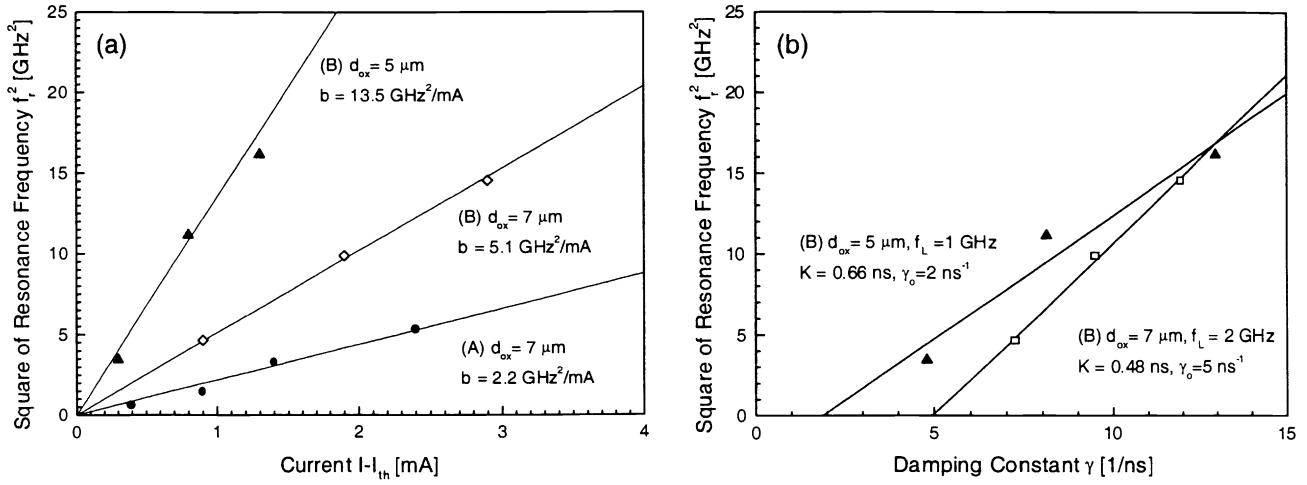 (a)
Square of Resonance Frequency f_r^2 [GHz^2]
25
20
15
10
5
0
(B) d_ox= 5 μm
b = 13.5 GHz^2/mA
(B) d_ox= 7 μm
b = 5.1 GHz^2/mA
(A) d_ox= 7 μm
b = 2.2 GHz^2/mA
0 1 2 3 4
Current I-I_th [mA]
(b)
Square of Resonance Frequency f_r^2 [GHz^2]
25
20
15
10
5
0
(B) d_ox= 5 μm, f_L =1 GHz
K = 0.66 ns, γ_o=2 ns^-1
(B) d_ox= 7 μm, f_L = 2 GHz
K = 0.48 ns, γ_o=5 ns^-1
0 5 10 15
Damping Constant γ [1/ns]